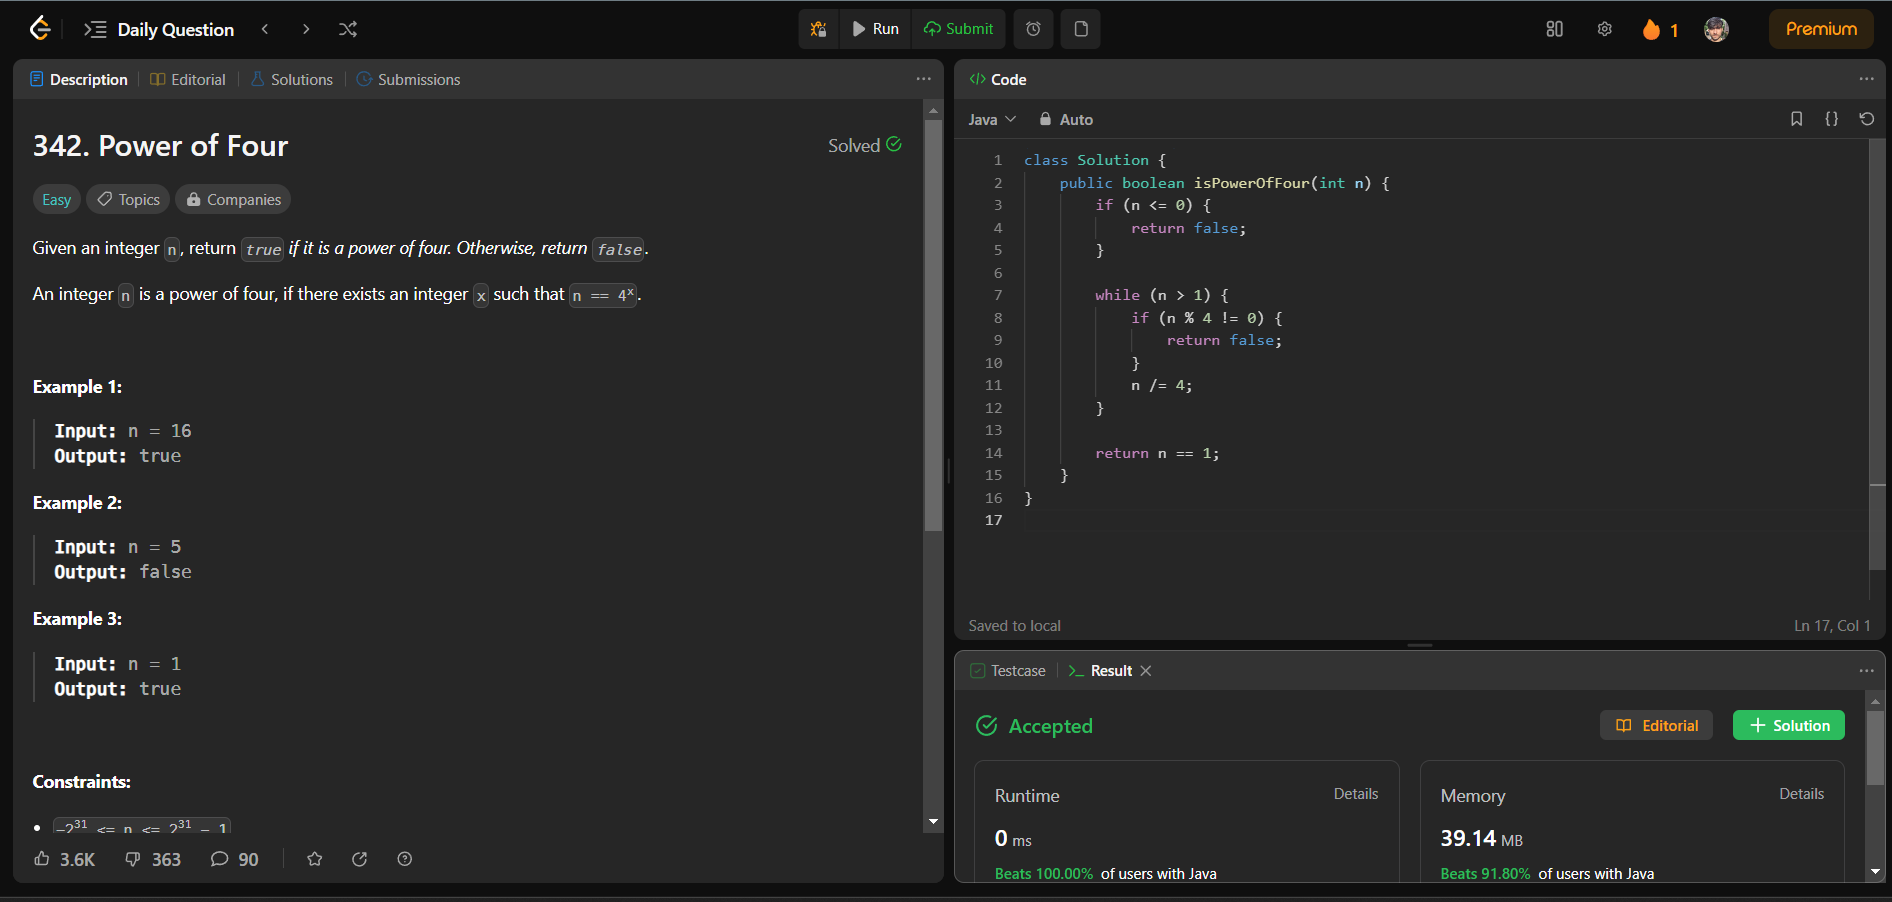 Daily Question
Run
Submit
1
Premium
Description
Editorial
Solutions
Submissions
342. Power of Four
Solved
Easy
Topics
Companies
Given an integer n, return true if it is a power of four. Otherwise, return false.
An integer n is a power of four, if there exists an integer x such that n == 4ˣ.
Example 1:
Input: n = 16
Output: true
Example 2:
Input: n = 5
Output: false
Example 3:
Input: n = 1
Output: true
Constraints:
-2³¹ <= n <= 2³¹ - 1
3.6K
363
90
</> Code
Java
Auto
1 class Solution {
2 public boolean isPowerOfFour(int n) {
3 if (n <= 0) {
4 return false;
5 }
6
7 while (n > 1) {
8 if (n % 4 != 0) {
9 return false;
10 }
11 n /= 4;
12 }
13
14 return n == 1;
15 }
16 }
17
Saved to local
Ln 17, Col 1
Testcase
>_ Result
Accepted
Editorial
+ Solution
Runtime
Details
0 ms
Beats 100.00% of users with Java
Memory
Details
39.14 MB
Beats 91.80% of users with Java